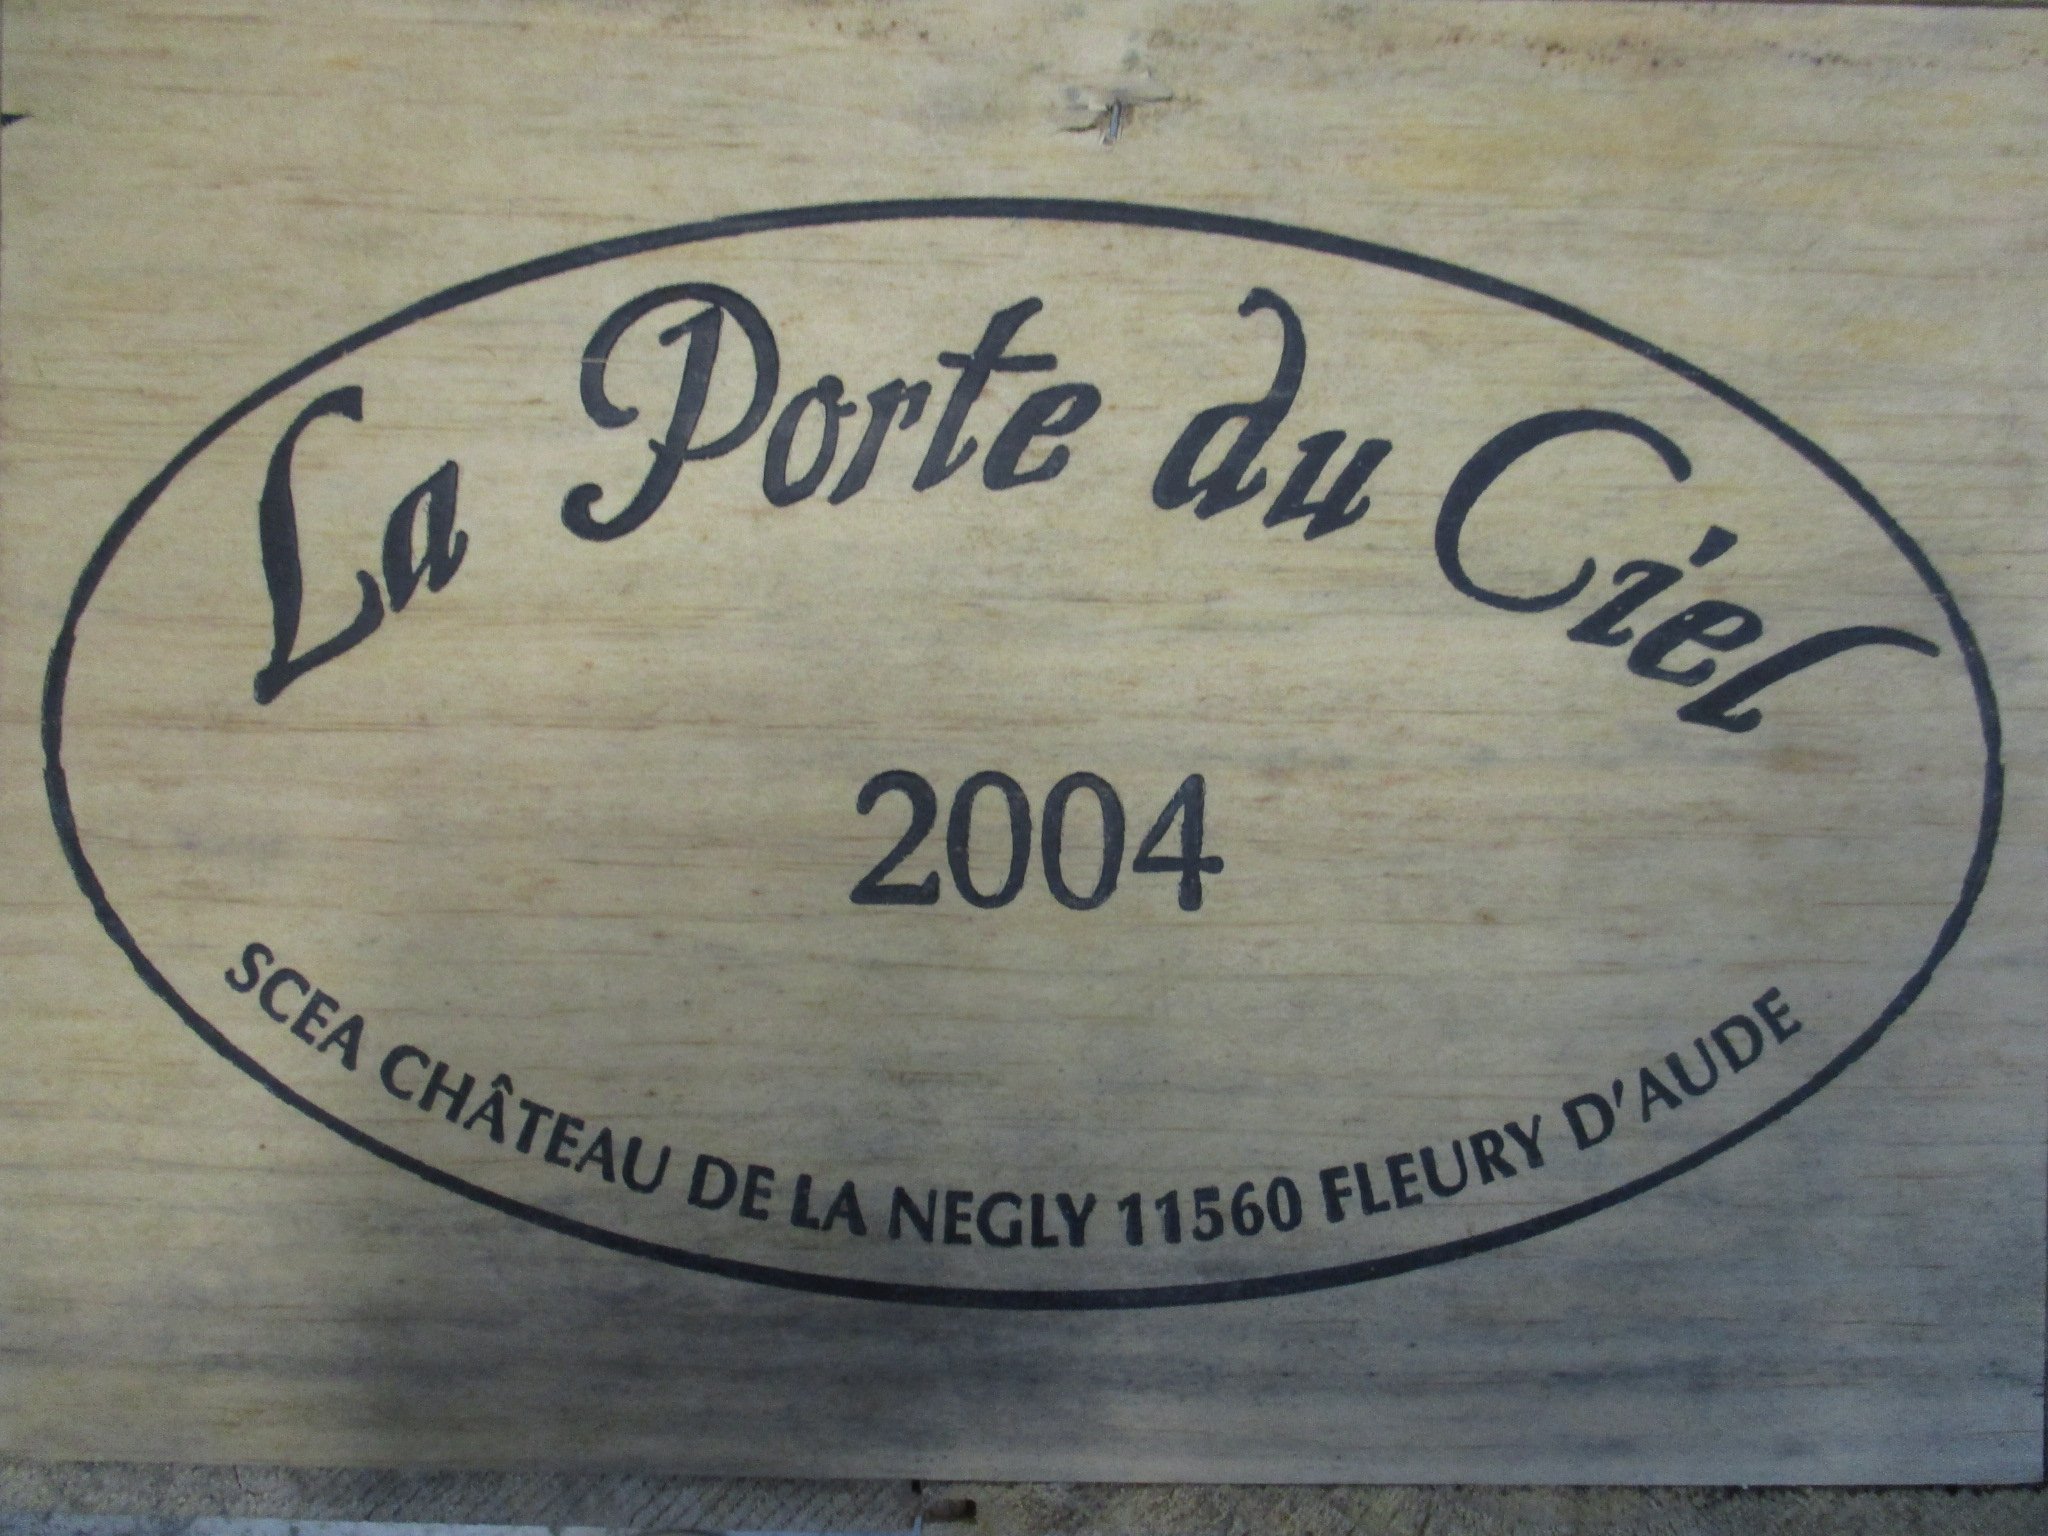 La Porte du Ciel
2004
SCEA CHÂTEAU DE LA NEGLY 11560 FLEURY D'AUDE